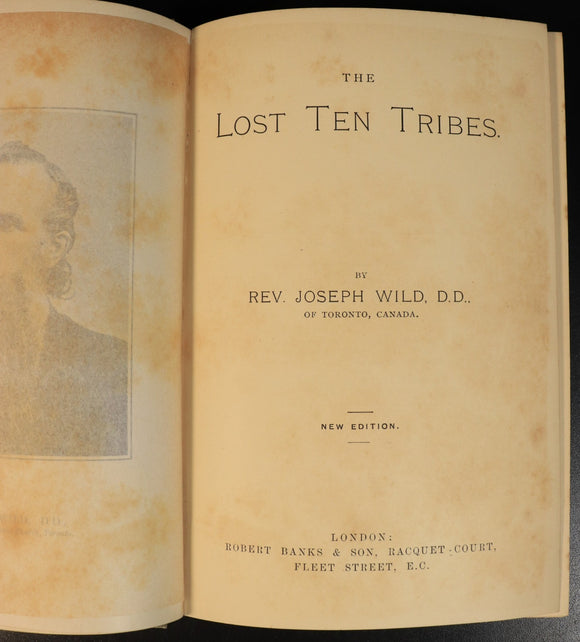 THE
LOST TEN TRIBES.
BY
REV. JOSEPH WILD, D.D.,
OF TORONTO, CANADA.
NEW EDITION.
LONDON:
ROBERT BANKS & SON, RACQUET COURT,
FLEET STREET, E.C.